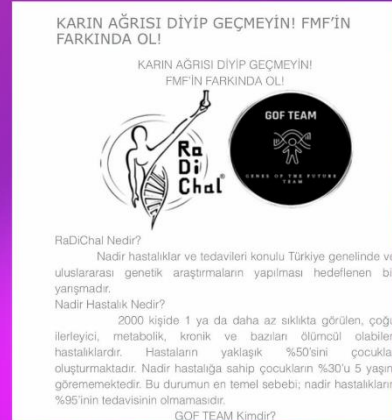 KARIN AĞRISI DİYİP GEÇMEYİN! FMF'İN
FARKINDA OL!
KARIN AĞRISI DİYİP GEÇMEYİN!
FMF'İN FARKINDA OL!
Ra
Di
Chal®
GOF TEAM
GENES OF THE FUTURE
TEAM
RaDiChal Nedir?
Nadir hastalıklar ve tedavileri konulu Türkiye genelinde ve
uluslararası genetik araştırmaların yapılması hedeflenen bi
yarışmadır.
Nadir Hastalık Nedir?
2000 kişide 1 ya da daha az sıklıkta görülen, çoğu
ilerleyici, metabolik, kronik ve bazıları ölümcül olabilen
hastalıklardır. Hastaların yaklaşık %50'sini çocukla
oluşturmaktadır. Nadir hastalığa sahip çocukların %30'u 5 yaşın
görememektedir. Bu durumun en temel sebebi; nadir hastalıkların
%95'inin tedavisinin olmamasıdır.
GOF TEAM Kimdir?